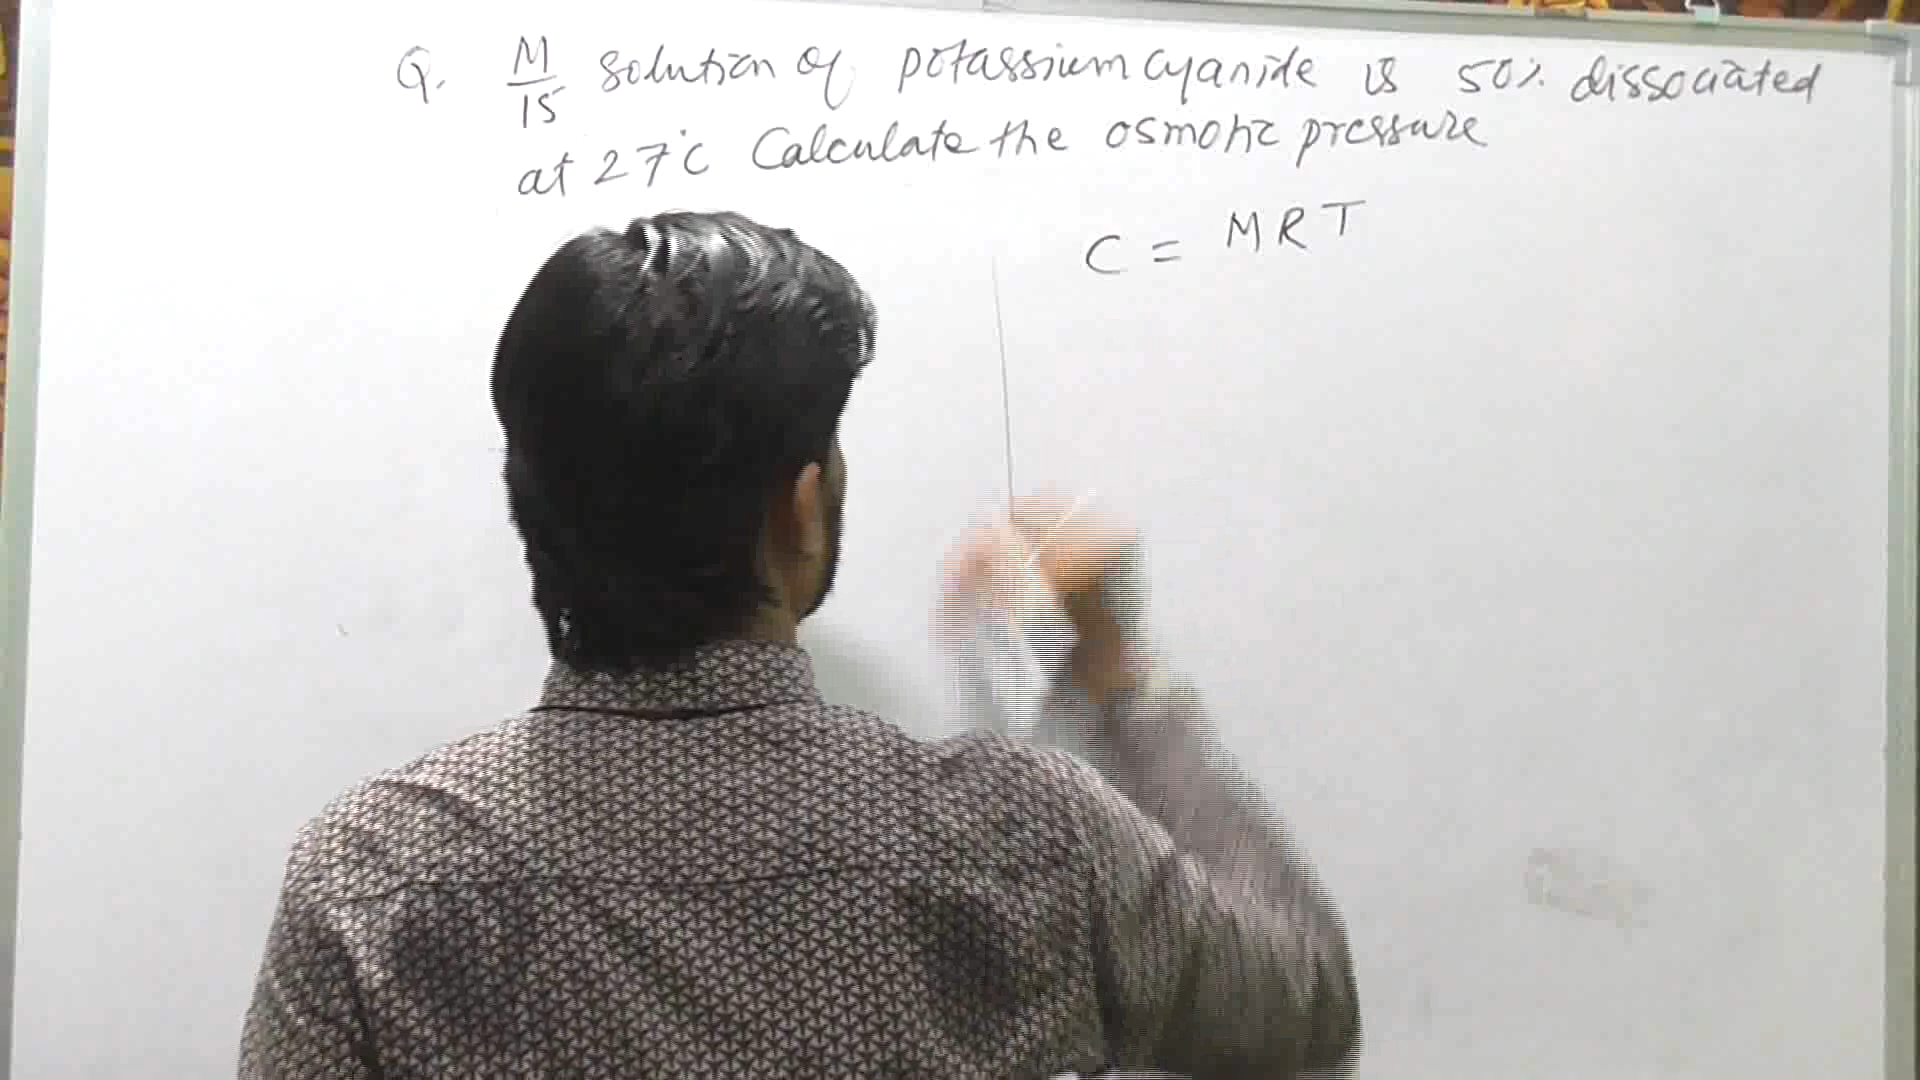 Q. M/15 solution of potassium cyanide is 50% dissociated
at 27°C Calculate the osmotic pressure
C = MRT